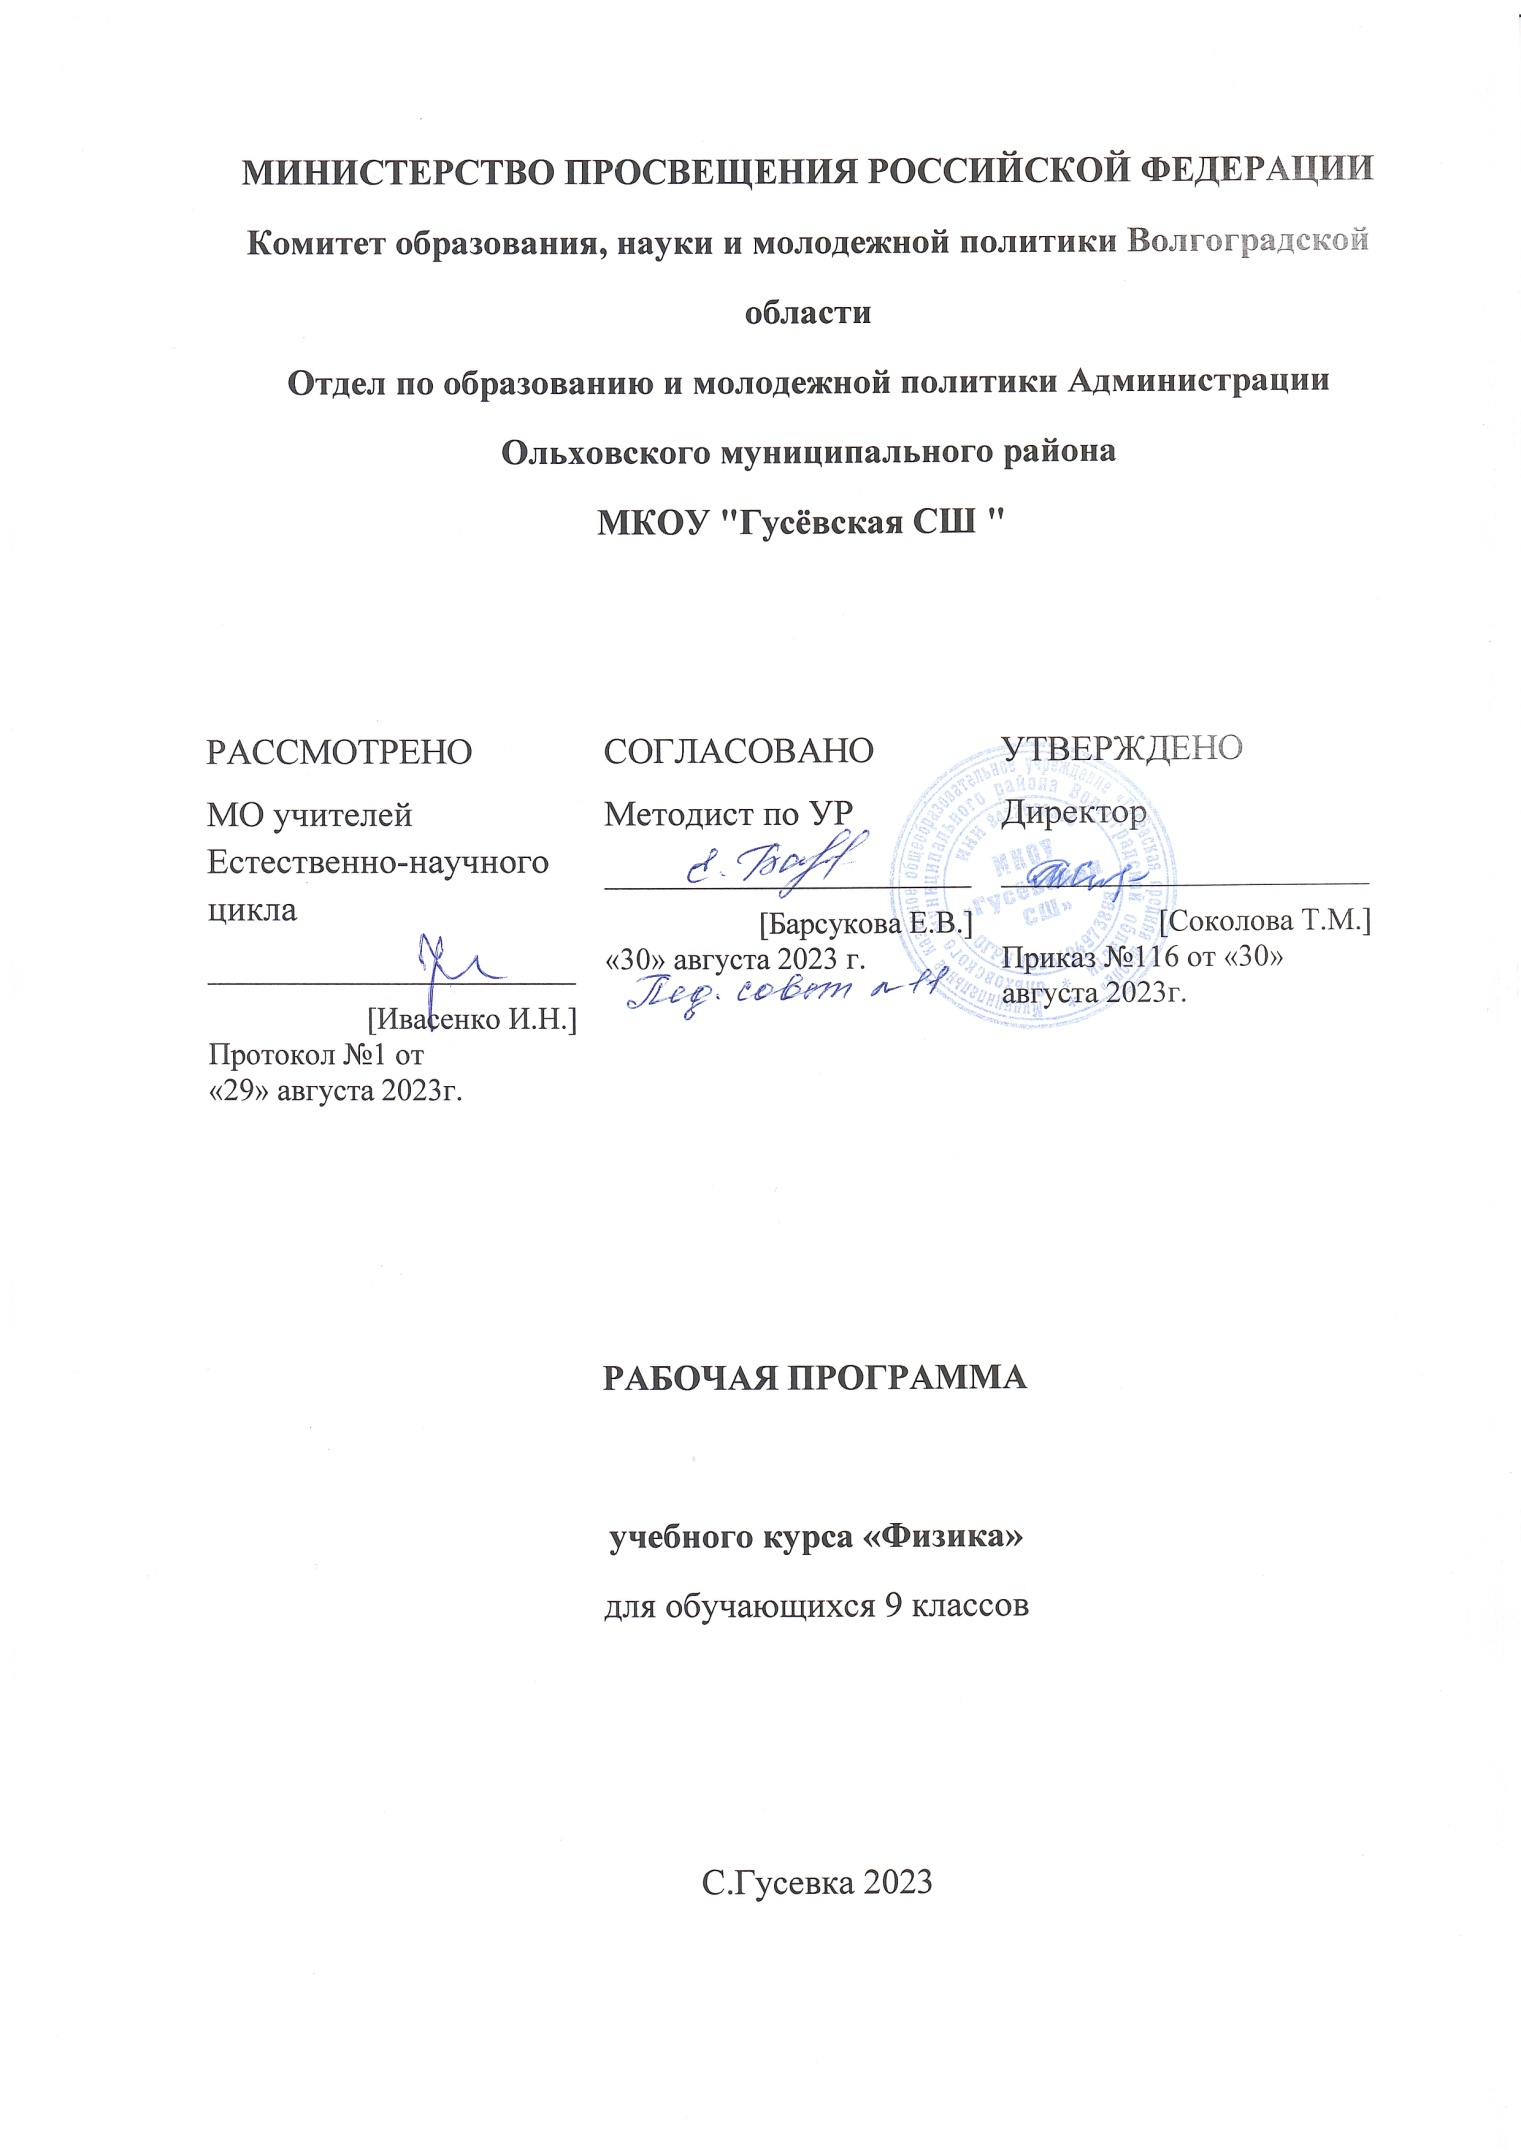 МИНИСТЕРСТВО ПРОСВЕЩЕНИЯ РОССИЙСКОЙ ФЕДЕРАЦИИ
Комитет образования, науки и молодежной политики Волгоградской
области
Отдел по образованию и молодежной политики Администрации
Ольховского муниципального района
МКОУ "Гусёвская СШ "
РАССМОТРЕНО
МО учителей
Естественно-научного
цикла
[Ивасенко И.Н.]
Протокол №1 от
«29» августа 2023г.
СОГЛАСОВАНО
Методист по УР
[Барсукова Е.В.]
«30» августа 2023 г.
Пед. совет 11
УТВЕРЖДЕНО
Директор
[Соколова Т.М.]
Приказ №116 от «30»
августа 2023г.
МКОУ
СШ»
РАБОЧАЯ ПРОГРАММА
учебного курса «Физика»
для обучающихся 9 классов
С.Гусевка 2023